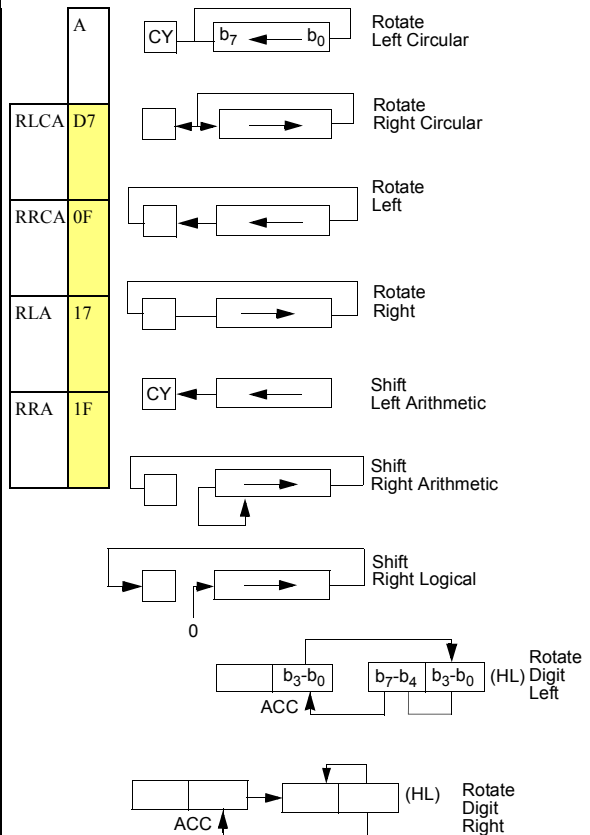 A
RLCA D7
RRCA 0F
RLA 17
RRA 1F
CY b7 b0 Rotate
Left Circular
Rotate
Right Circular
Rotate
Left
Rotate
Right
CY Shift
Left Arithmetic
Shift
Right Arithmetic
Shift
Right Logical
0
b3-b0 b7-b4 b3-b0 (HL) Rotate
Digit
Left
ACC
(HL) Rotate
Digit
Right
ACC